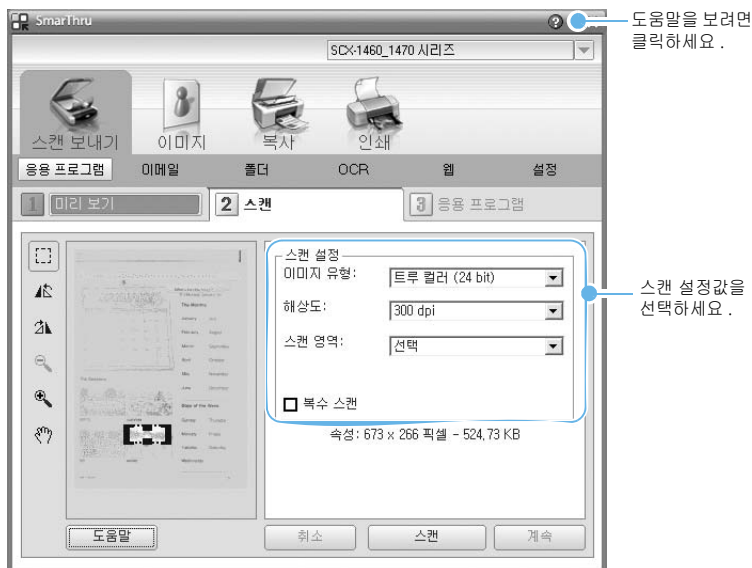 SmarThru
도움말을 보려면
클릭하세요 .
SCX-1460_1470 시리즈
스캔 보내기
이미지
복사
인쇄
응용 프로그램
이메일
폴더
OCR
웹
설정
1 미리 보기
2 스캔
3 응용 프로그램
스캔 설정
이미지 유형:
트루 컬러 (24 bit)
해상도:
300 dpi
스캔 영역:
선택
복수 스캔
스캔 설정값을
선택하세요 .
속성: 673 x 266 픽셀 - 524,73 KB
도움말
취소
스캔
계속